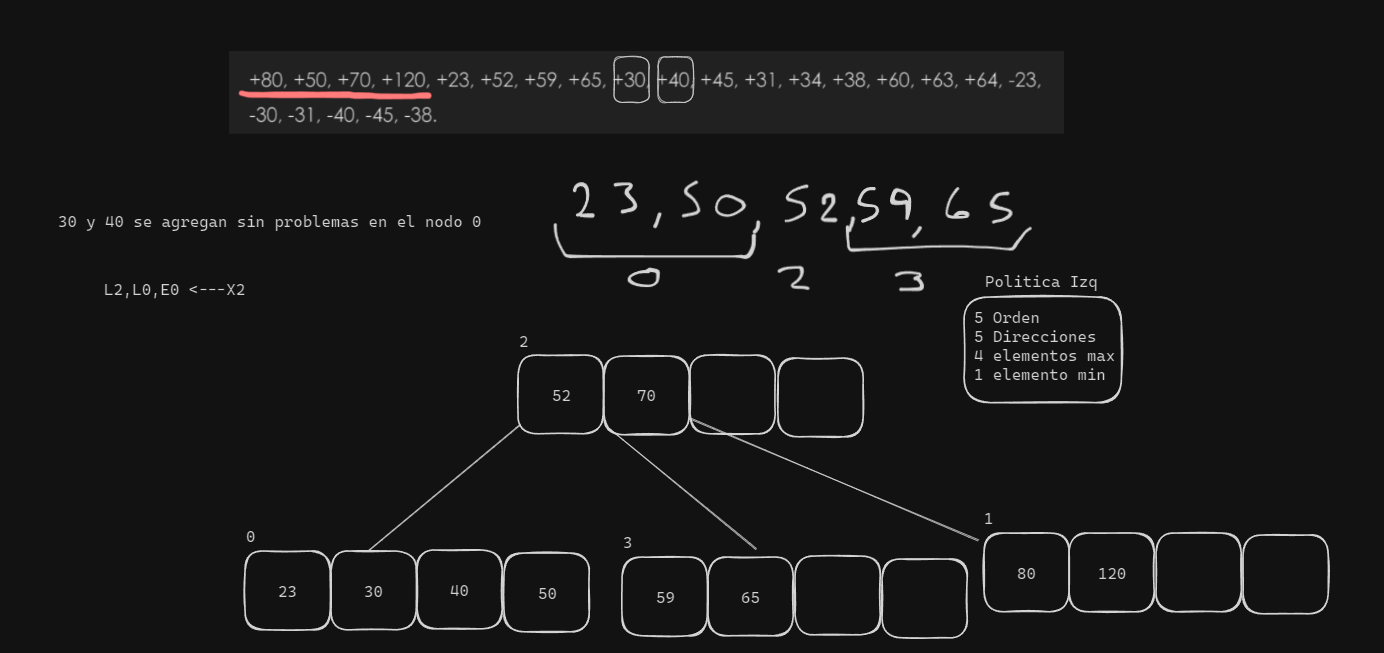 +80, +50, +70, +120, +23, +52, +59, +65, +30, +40, +45, +31, +34, +38, +60, +63, +64, -23,
-30, -31, -40, -45, -38.
23, 50, 52, 59, 65
30 y 40 se agregan sin problemas en el nodo 0
0 2 3
L2,L0,E0 <---X2
Politica Izq
5 Orden
5 Direcciones
4 elementos max
1 elemento min
2
52 70
1
0
3
80 120
23 30 40 50
59 65